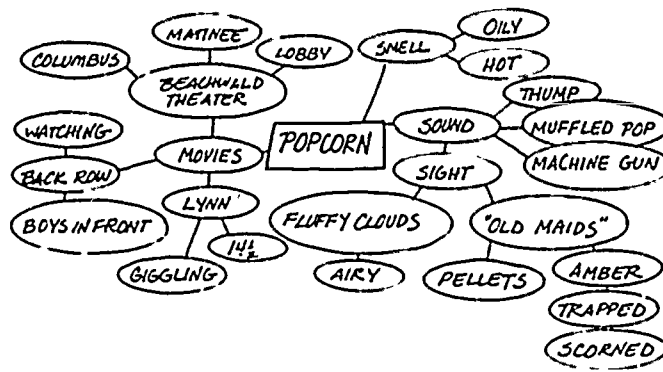 MATINEE
COLUMBUS
LOBBY
BEACHWLLD
THEATER
SMELL
OILY
HOT
THUMP
WATCHING
MOVIES
POPCORN
SOUND
MUFFLED POP
MACHINE GUN
BACK ROW
SIGHT
LYNN
BOYS IN FRONT
FLUFFY CLOUDS
"OLD MAIDS"
14½
GIGGLING
AIRY
PELLETS
AMBER
TRAPPED
SCORNED